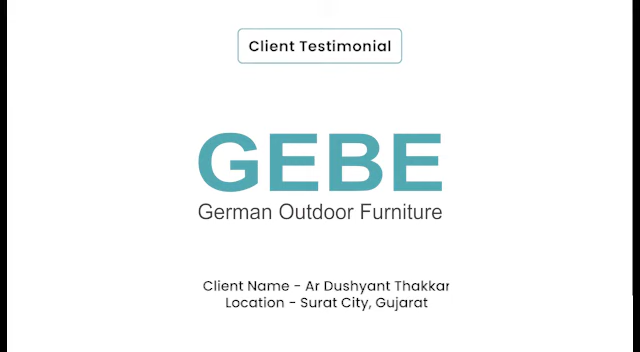 Client Testimonial
GEBE
German Outdoor Furniture
Client Name - Ar Dushyant Thakkar
Location - Surat City, Gujarat